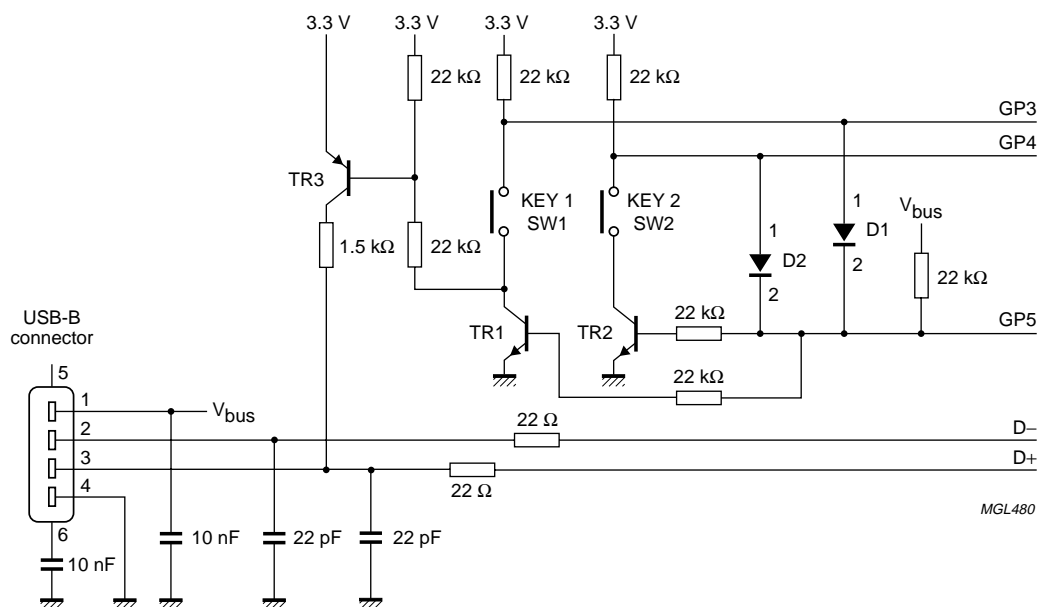 3.3 V 3.3 V 3.3 V 3.3 V
22 kΩ 22 kΩ 22 kΩ
GP3
GP4
TR3
KEY 1
SW1
KEY 2
SW2
1
D1
2
1
D2
2
Vbus
22 kΩ
1.5 kΩ
22 kΩ
TR1
TR2
22 kΩ
GP5
22 kΩ
USB-B
connector
5
1
2
3
4
6
Vbus
22 Ω
D−
22 Ω
D+
MGL480
10 nF
10 nF
22 pF
22 pF